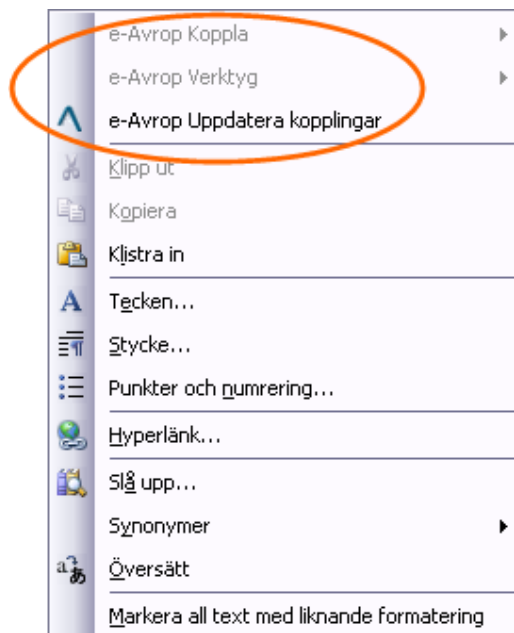 e-Avrop Koppla
e-Avrop Verktyg
e-Avrop Uppdatera kopplingar
Klipp ut
Kopiera
Klistra in
Tecken...
Stycke...
Punkter och numrering...
Hyperlänk...
Slå upp...
Synonymer
Översätt
Markera all text med liknande formatering